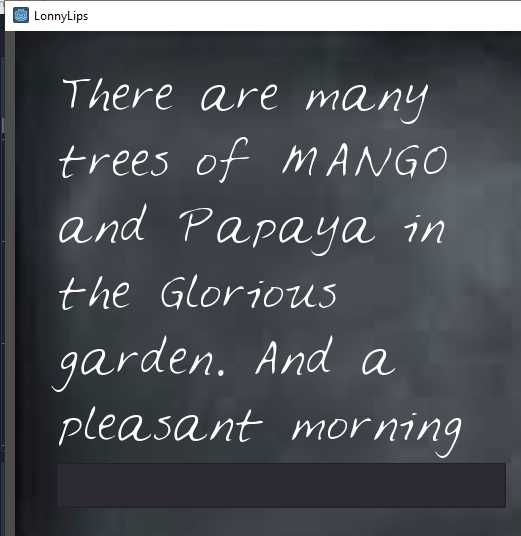 LonnyLips
There are many
trees of MANGO
and Papaya in
the Glorious
garden. And a
pleasant morning